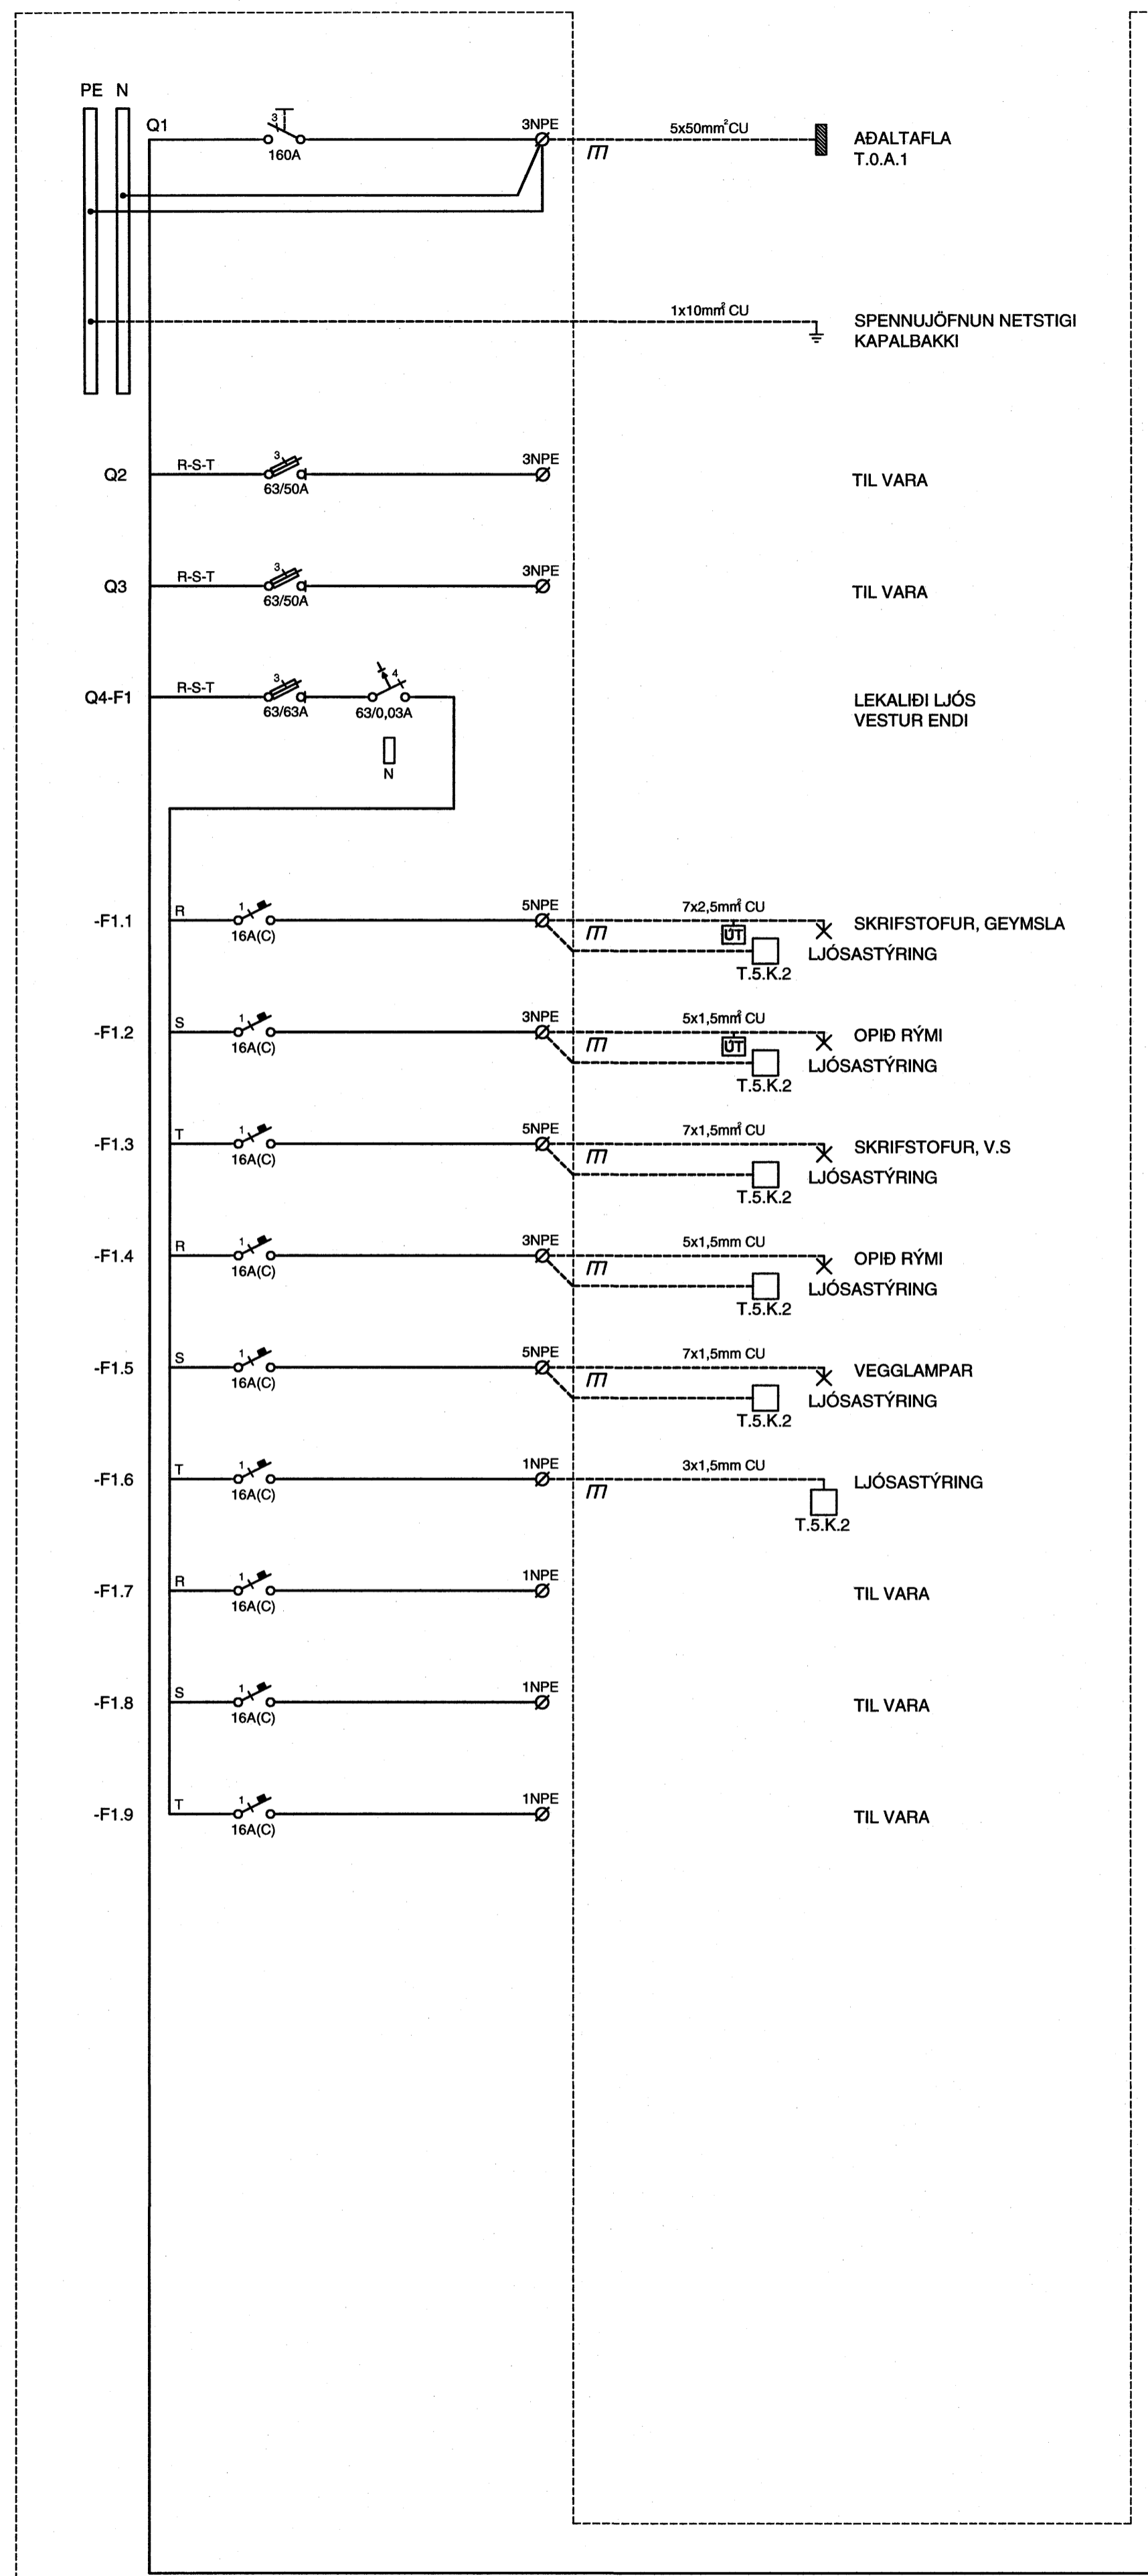 PE N
Q1
3
160A
3NPE
5x50mm² CU
AÐALTAFLA
T.0.A.1
1x10mm² CU
SPENNUJÖFNUN NETSTIGI
KAPALBAKKI
Q2
R-S-T
3
63/50A
3NPE
TIL VARA
Q3
R-S-T
3
63/50A
3NPE
TIL VARA
Q4-F1
R-S-T
3
63/63A
4
63/0,03A
N
LEKALIÐI LJÓS
VESTUR ENDI
-F1.1
R
1
16A(C)
5NPE
7x2,5mm² CU
ÚT
T.5.K.2
SKRIFSTOFUR, GEYMSLA
LJÓSASTÝRING
-F1.2
S
1
16A(C)
3NPE
5x1,5mm² CU
ÚT
T.5.K.2
OPIÐ RÝMI
LJÓSASTÝRING
-F1.3
T
1
16A(C)
5NPE
7x1,5mm² CU
T.5.K.2
SKRIFSTOFUR, V.S
LJÓSASTÝRING
-F1.4
R
1
16A(C)
3NPE
5x1,5mm CU
T.5.K.2
OPIÐ RÝMI
LJÓSASTÝRING
-F1.5
S
1
16A(C)
5NPE
7x1,5mm CU
T.5.K.2
VEGGLAMPAR
LJÓSASTÝRING
-F1.6
T
1
16A(C)
1NPE
3x1,5mm CU
T.5.K.2
LJÓSASTÝRING
-F1.7
R
1
16A(C)
1NPE
TIL VARA
-F1.8
S
1
16A(C)
1NPE
TIL VARA
-F1.9
T
1
16A(C)
1NPE
TIL VARA